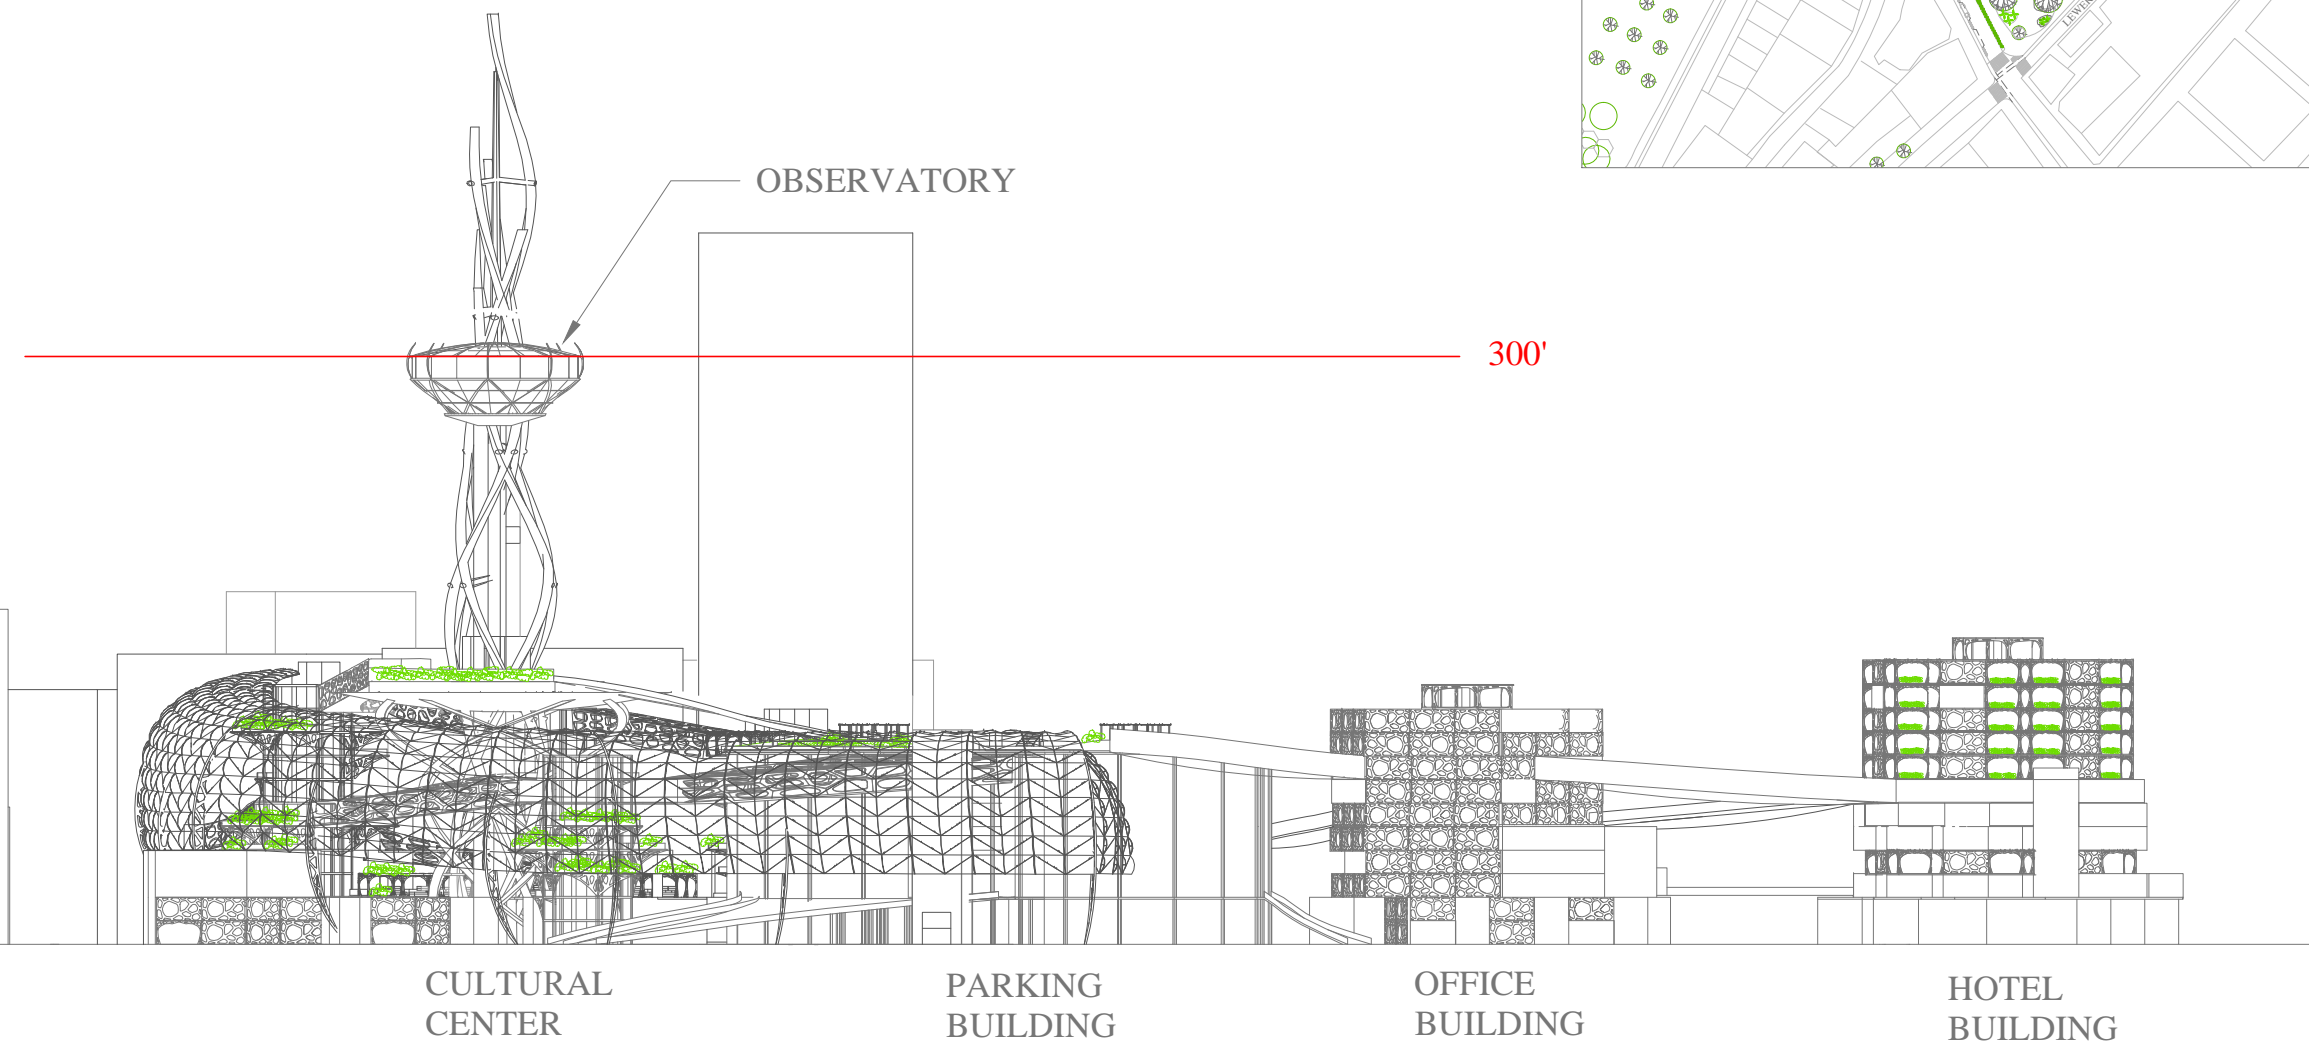 OBSERVATORY
300'
CULTURAL
CENTER
PARKING
BUILDING
OFFICE
BUILDING
HOTEL
BUILDING